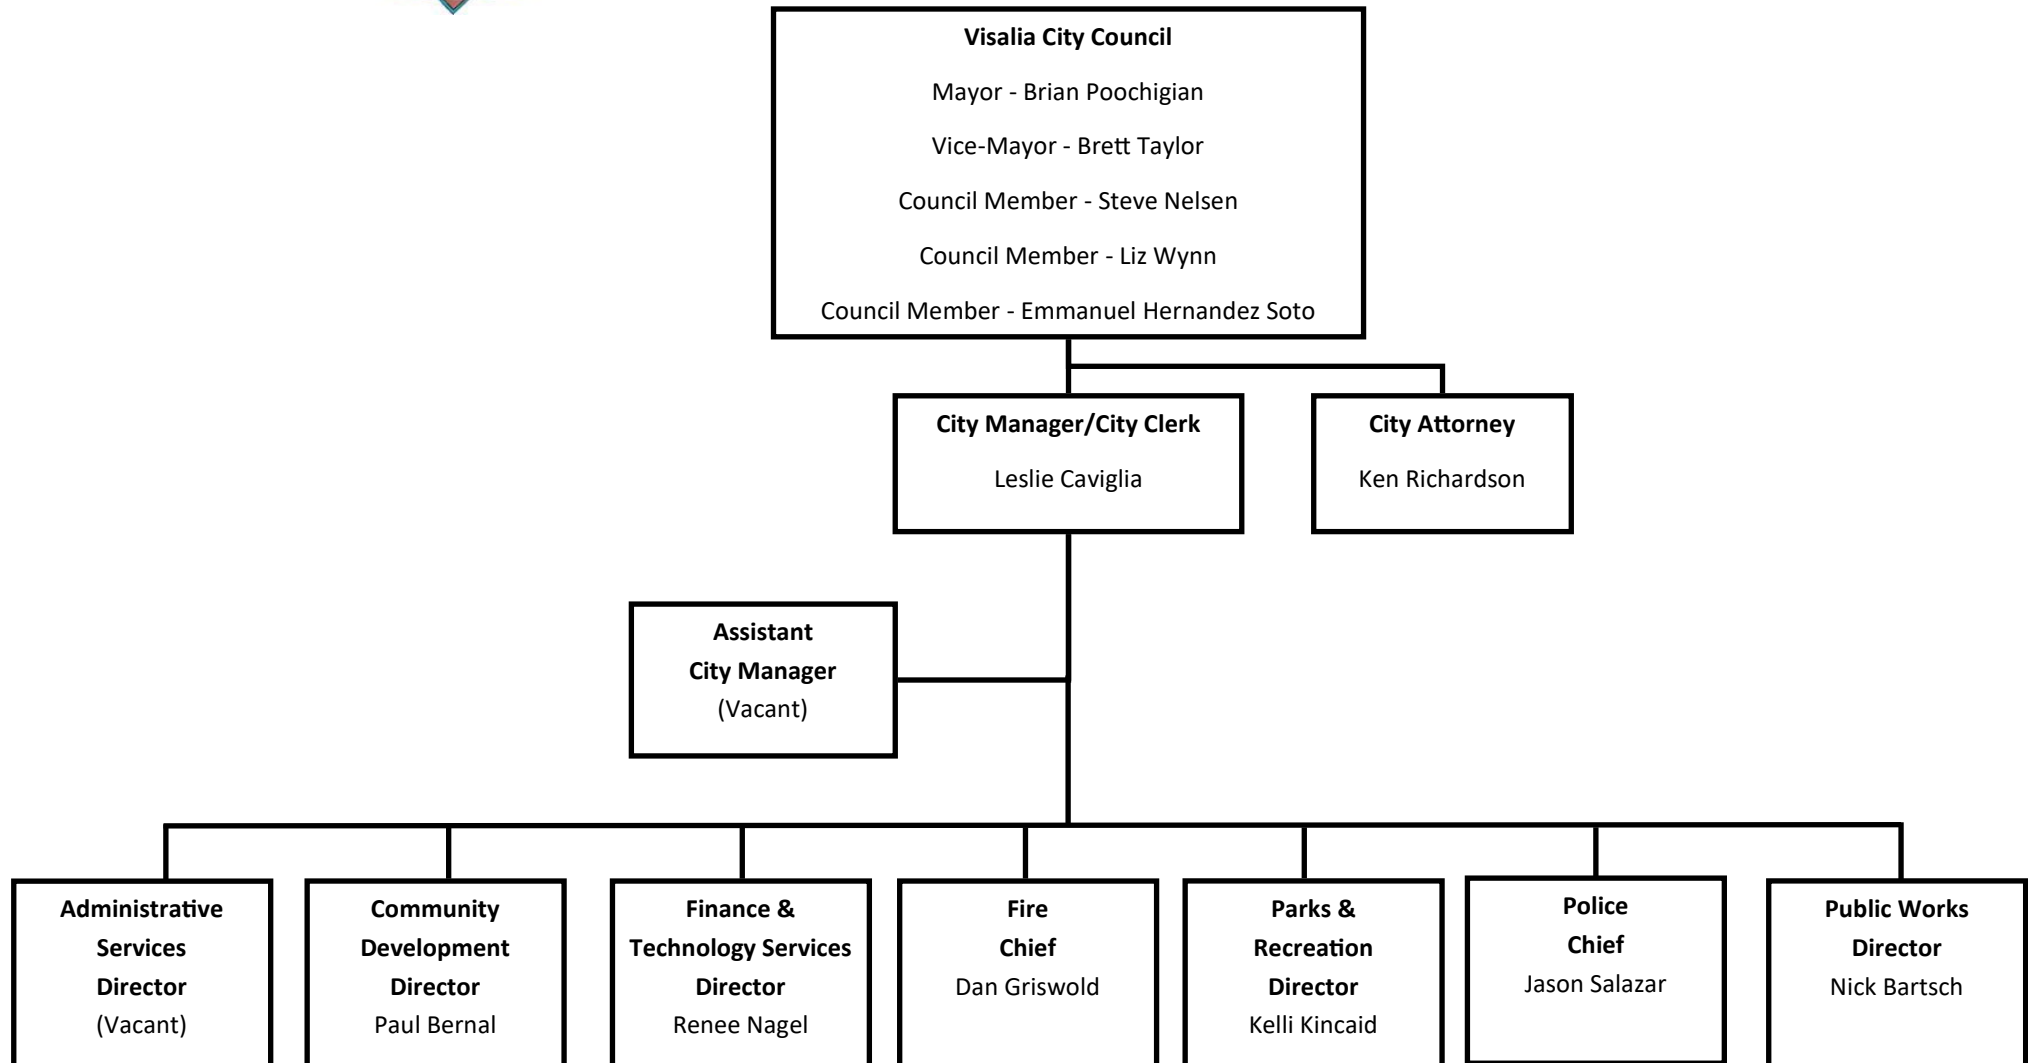 Visalia City Council
Mayor - Brian Poochigian
Vice-Mayor - Brett Taylor
Council Member - Steve Nelsen
Council Member - Liz Wynn
Council Member - Emmanuel Hernandez Soto
City Manager/City Clerk
Leslie Caviglia
City Attorney
Ken Richardson
Assistant
City Manager
(Vacant)
Administrative
Services
Director
(Vacant)
Community
Development
Director
Paul Bernal
Finance &
Technology Services
Director
Renee Nagel
Fire
Chief
Dan Griswold
Parks &
Recreation
Director
Kelli Kincaid
Police
Chief
Jason Salazar
Public Works
Director
Nick Bartsch